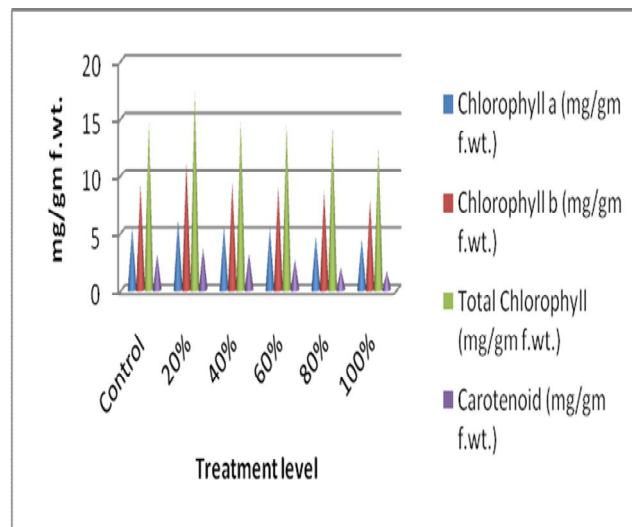 20
15
10
5
0
mg/gm f.wt.
Control
20%
40%
60%
80%
100%
Treatment level
Chlorophyll a (mg/gm
f.wt.)
Chlorophyll b (mg/gm
f.wt.)
Total Chlorophyll
(mg/gm f.wt.)
Carotenoid (mg/gm
f.wt.)